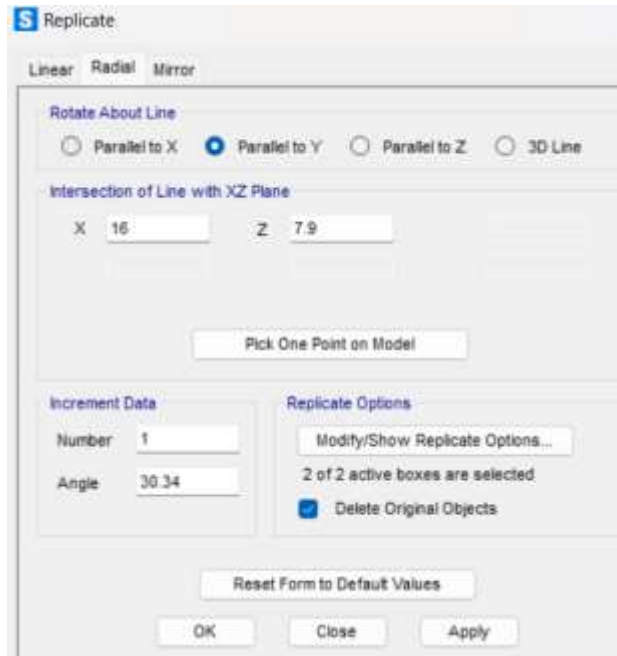 S Replicate
Linear Radial Mirror
Rotate About Line
Parallel to X Parallel to Y Parallel to Z 3D Line
Intersection of Line with XZ Plane
X 16 Z 7.9
Pick One Point on Model
Increment Data Replicate Options
Number 1 Modify/Show Replicate Options...
2 of 2 active boxes are selected
Angle 30.34
Delete Original Objects
Reset Form to Default Values
OK Close Apply